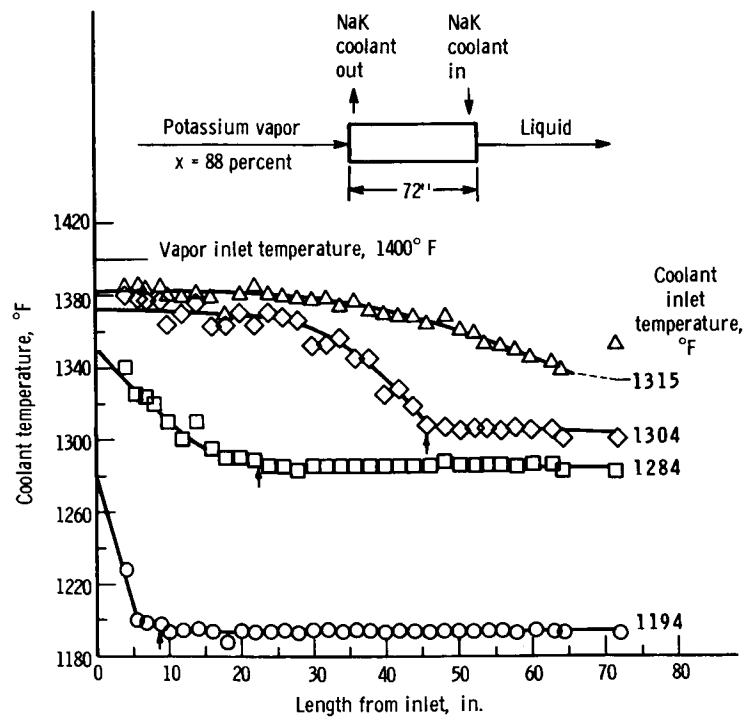 NaK
coolant
out
NaK
coolant
in
Potassium vapor
x = 88 percent
Liquid
72"
1420
1380
1340
1300
1260
1220
1180
Coolant temperature, °F
Vapor inlet temperature, 1400° F
Coolant
inlet
temperature,
°F
1315
1304
1284
1194
0
10
20
30
40
50
60
70
80
Length from inlet, in.